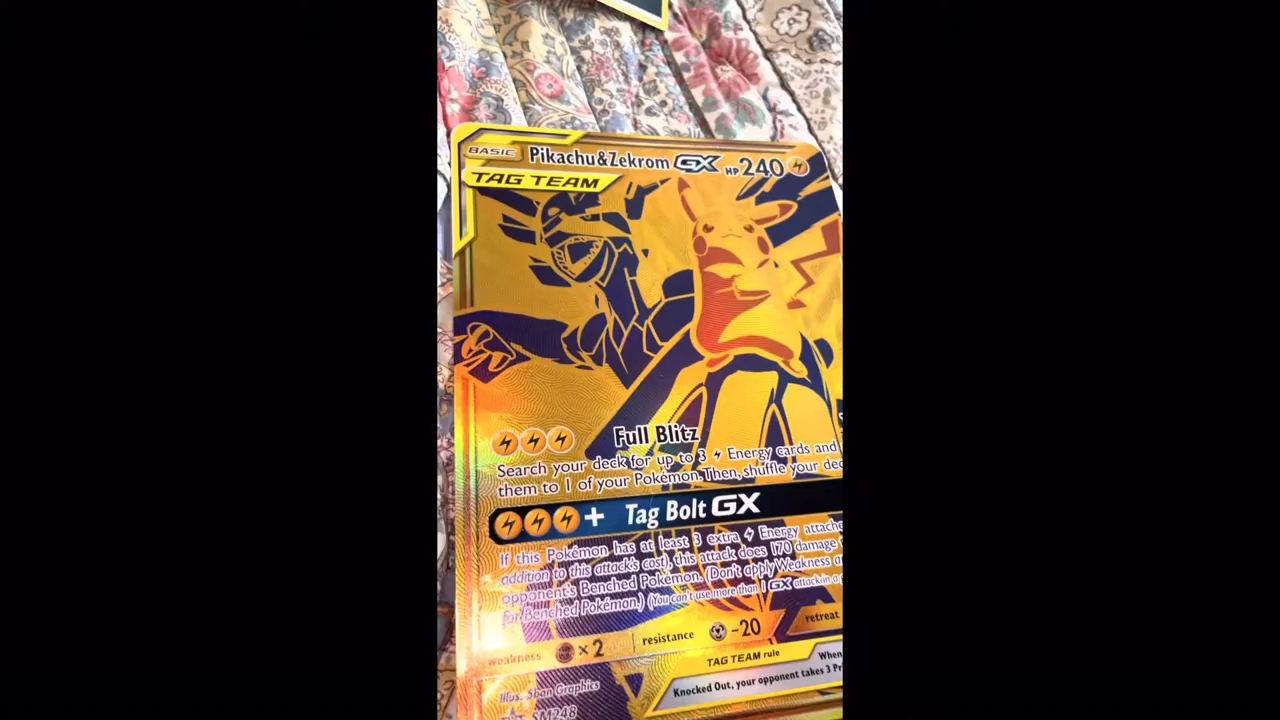 BASIC Pikachu&Zekrom GX HP 240
TAG TEAM
Full Blitz
Search your deck for up to 3 Energy cards and
them to 1 of your Pokémon. Then, shuffle your
+ Tag Bolt GX
If this Pokémon has at least 3 extra Energy
addition to this attack's cost), this attack does 170 damage
opponent's Benched Pokémon. (Don't apply Weakness
for Benched Pokémon.) (You can't use more than 1 GX attack in a
weakness × 2 resistance -20 retreat
TAG TEAM rule When
Knocked Out, your opponent takes 3
Illus. 5ban Graphics
SM248